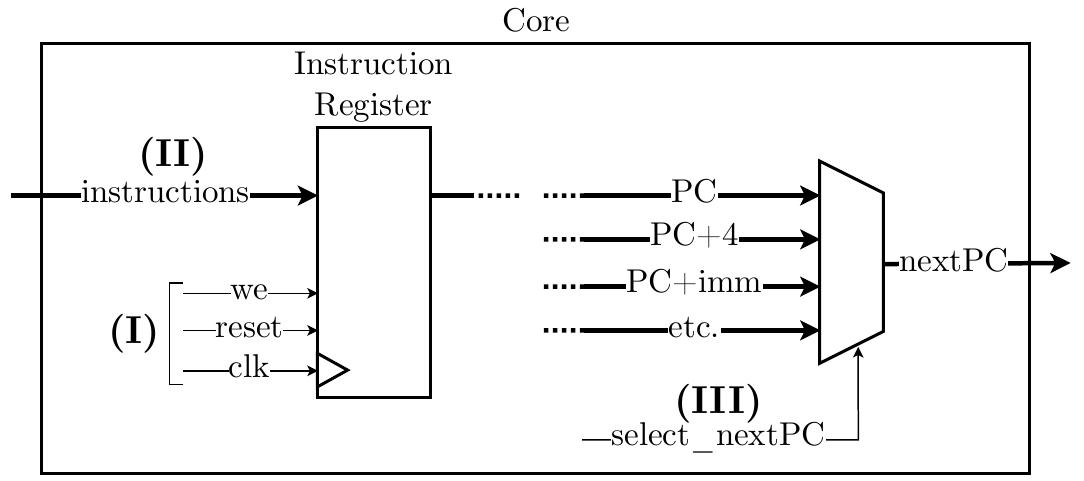 Core
Instruction
Register
(II)
instructions
PC
PC+4
nextPC
PC+imm
we
(I)
reset
etc.
clk
(III)
select_nextPC